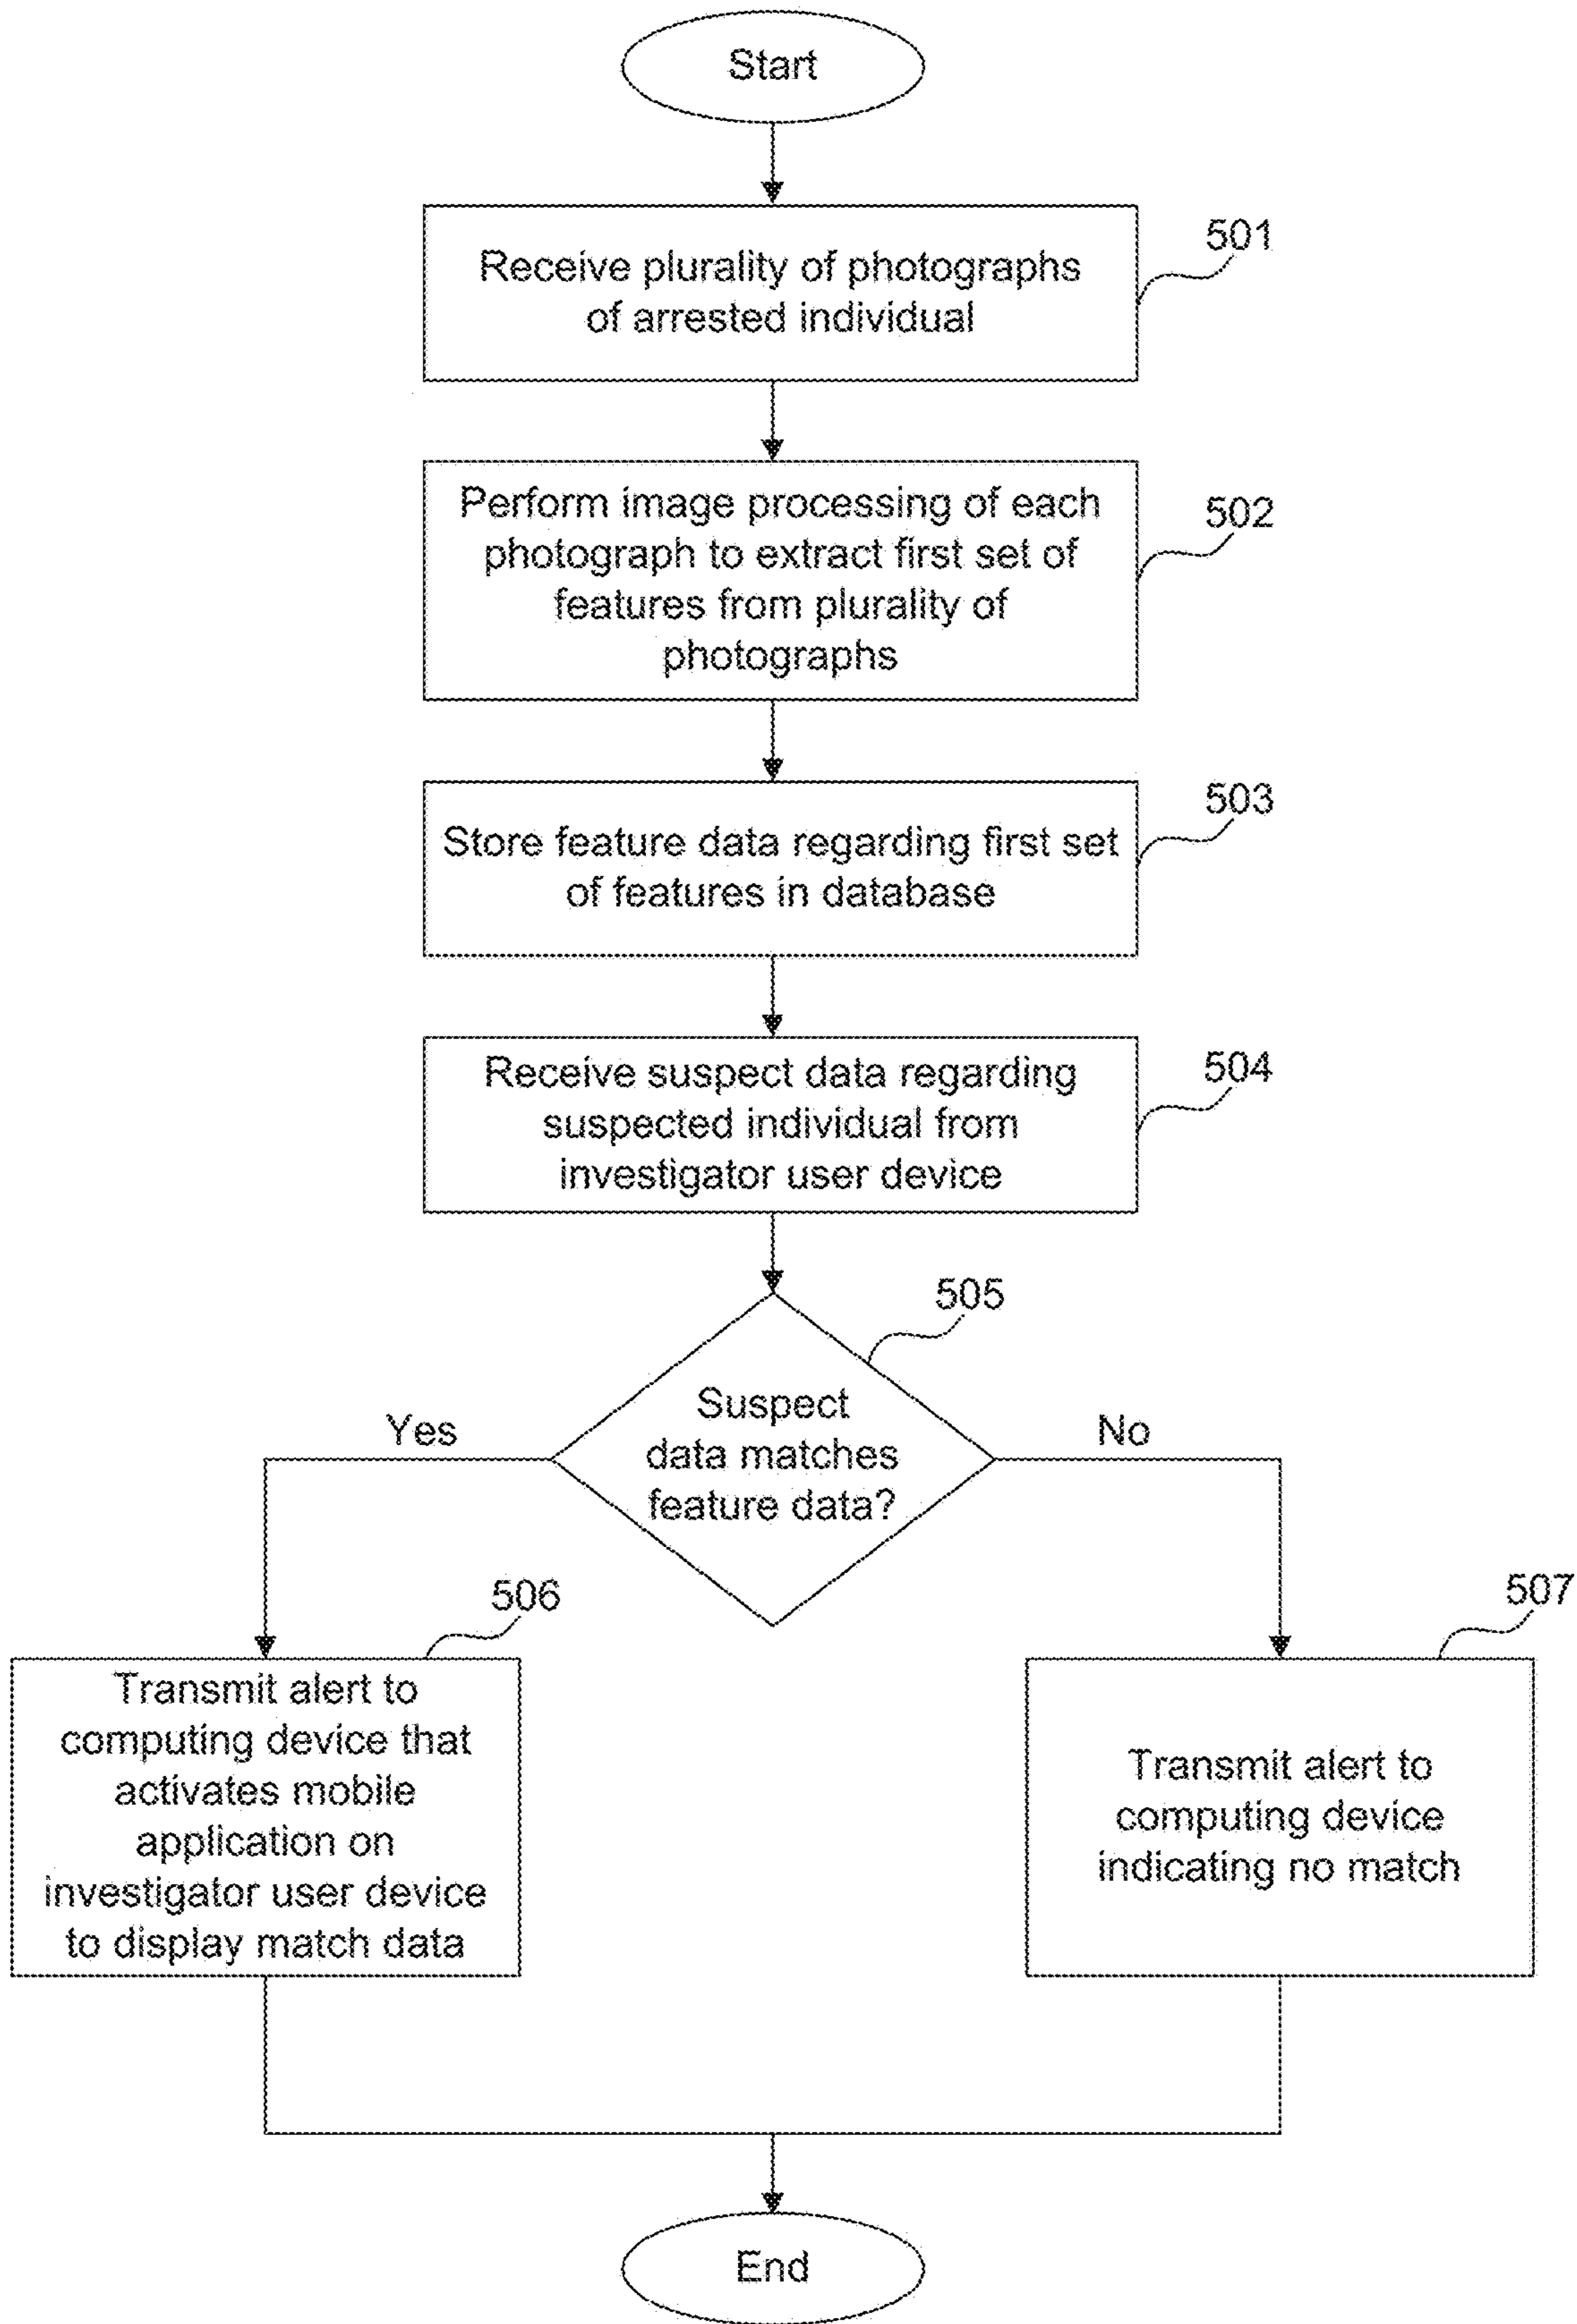 Start
501
Receive plurality of photographs
of arrested individual
502
Perform image processing of each
photograph to extract first set of
features from plurality of
photographs
503
Store feature data regarding first set
of features in database
504
Receive suspect data regarding
suspected individual from
investigator user device
505
Suspect
data matches
feature data?
Yes
No
506
Transmit alert to
computing device that
activates mobile
application on
investigator user device
to display match data
507
Transmit alert to
computing device
indicating no match
End